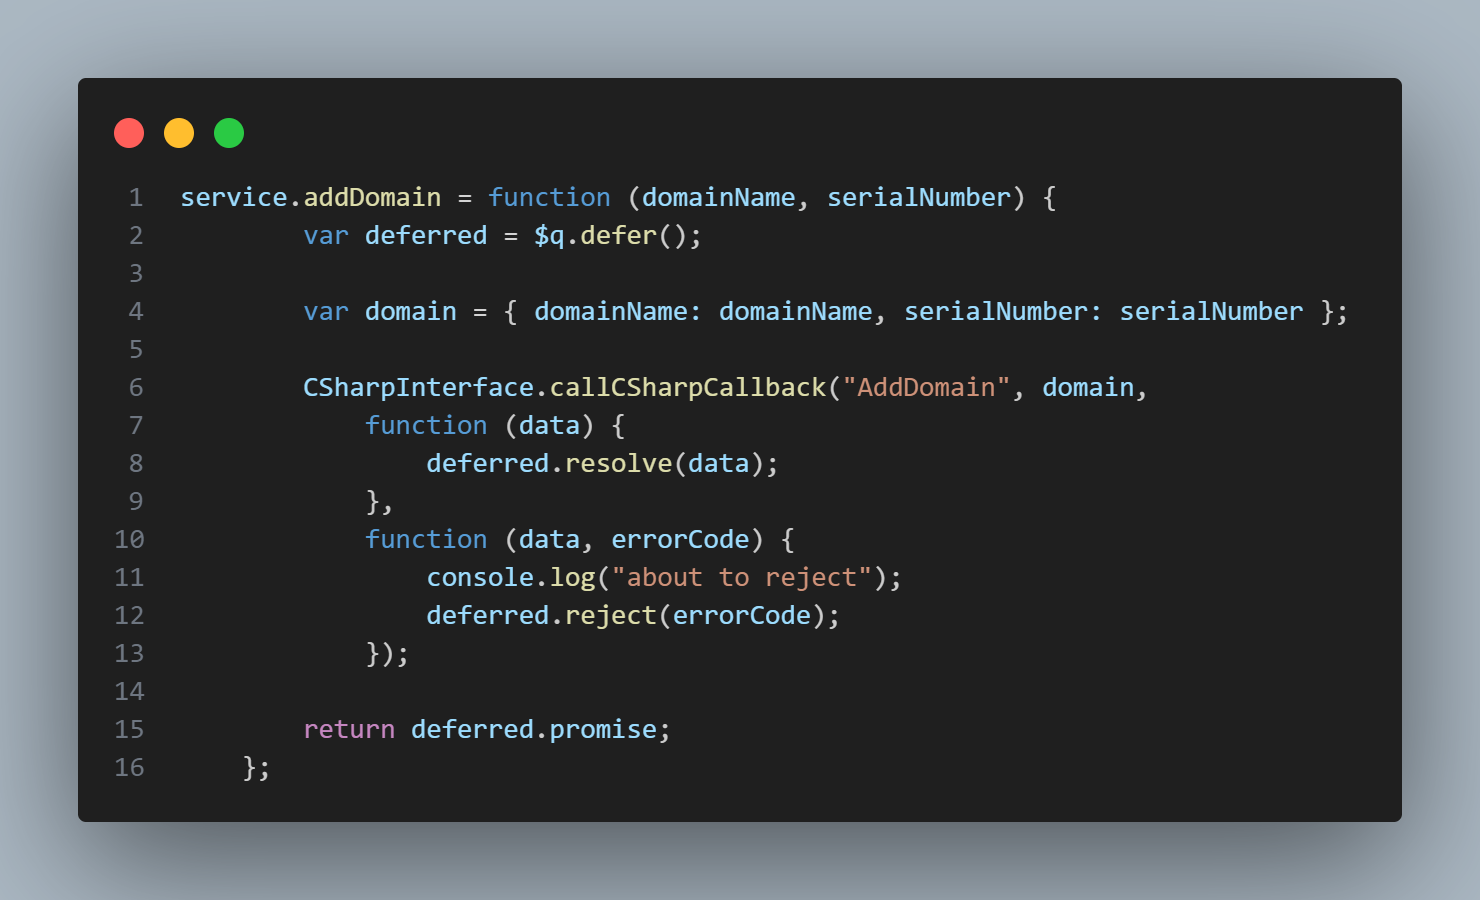 1 service.addDomain = function (domainName, serialNumber) {
2         var deferred = $q.defer();
3
4         var domain = { domainName: domainName, serialNumber: serialNumber };
5
6         CSharpInterface.callCSharpCallback("AddDomain", domain,
7             function (data) {
8                 deferred.resolve(data);
9             },
10             function (data, errorCode) {
11                 console.log("about to reject");
12                 deferred.reject(errorCode);
13             });
14
15         return deferred.promise;
16     };